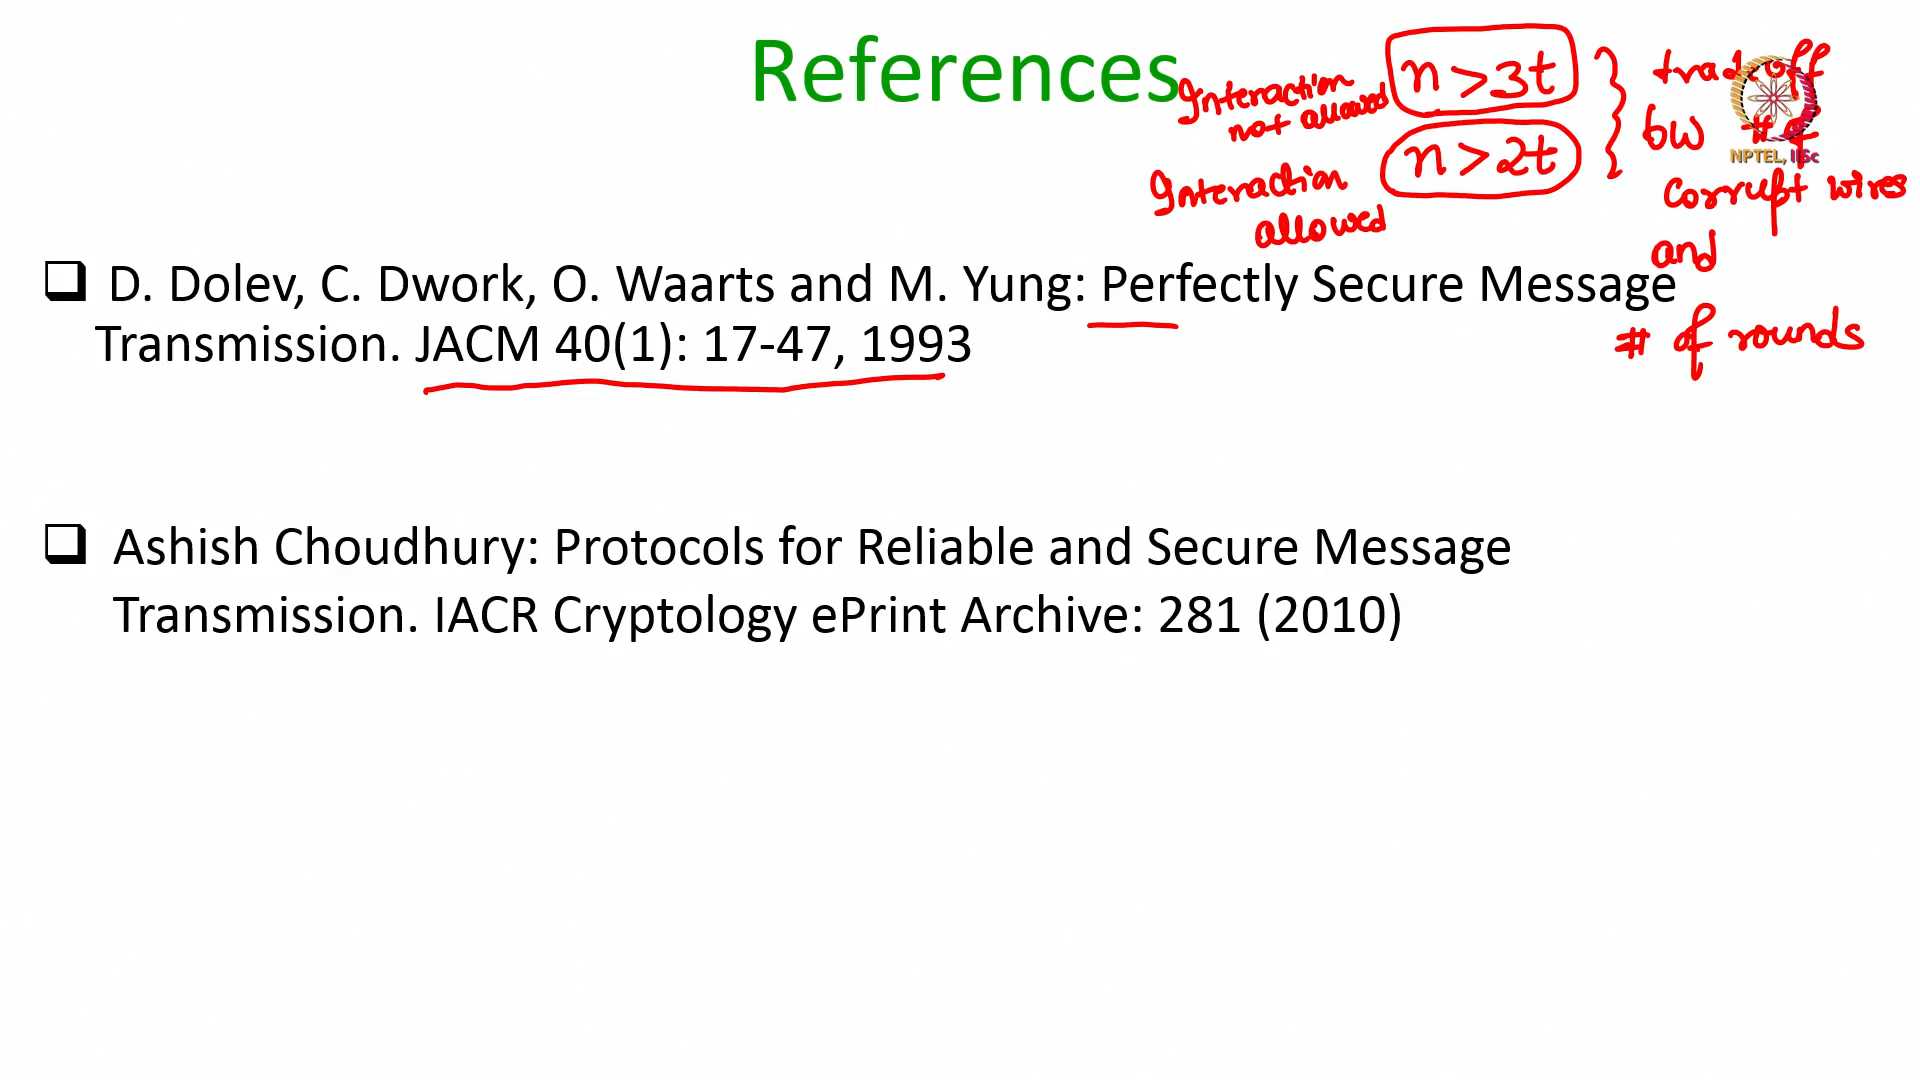 References
Interaction
not allowed
n > 3t
Interaction
allowed
n > 2t
tradeoff
bw # of
corrupt wires
and
# of rounds
NPTEL, IISc
❑ D. Dolev, C. Dwork, O. Waarts and M. Yung: Perfectly Secure Message
Transmission. JACM 40(1): 17-47, 1993
❑ Ashish Choudhury: Protocols for Reliable and Secure Message
Transmission. IACR Cryptology ePrint Archive: 281 (2010)